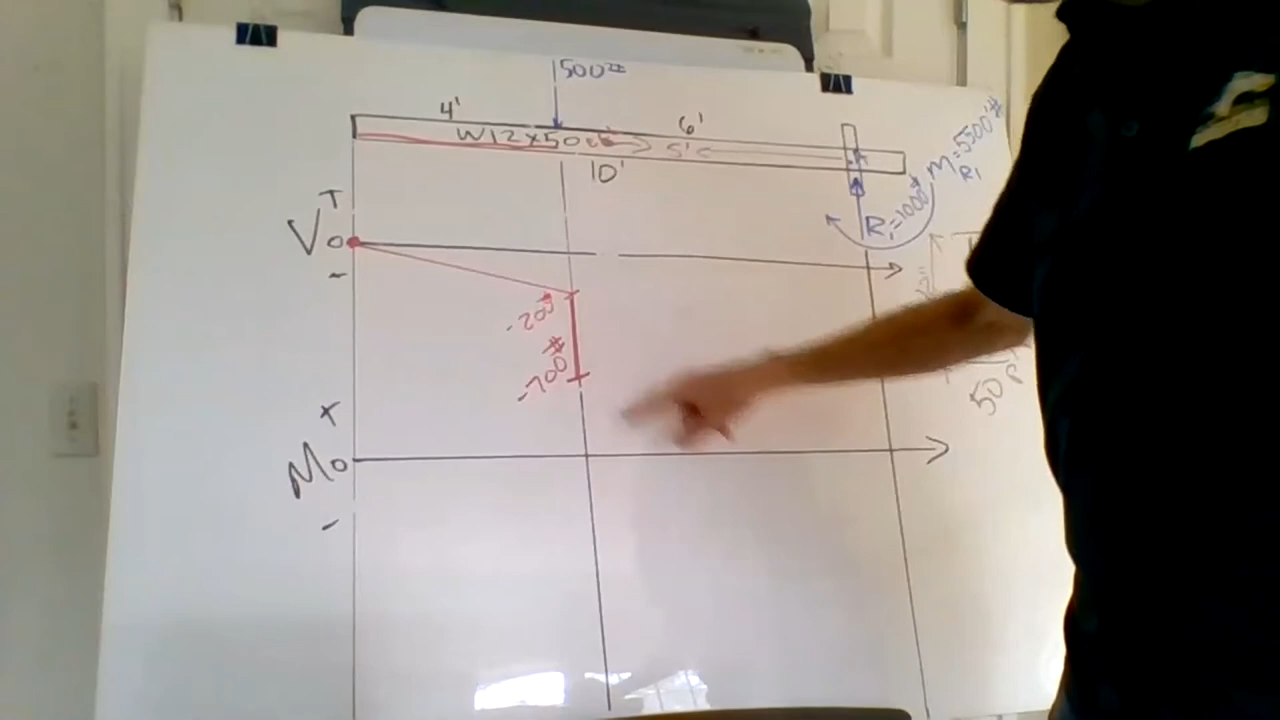 500#
4'
W12x50
6'
5'
10'
M R1 = 5500'#
R1 = 1000#
+
V 0
-
-200#
-700#
+
M 0
-
50#